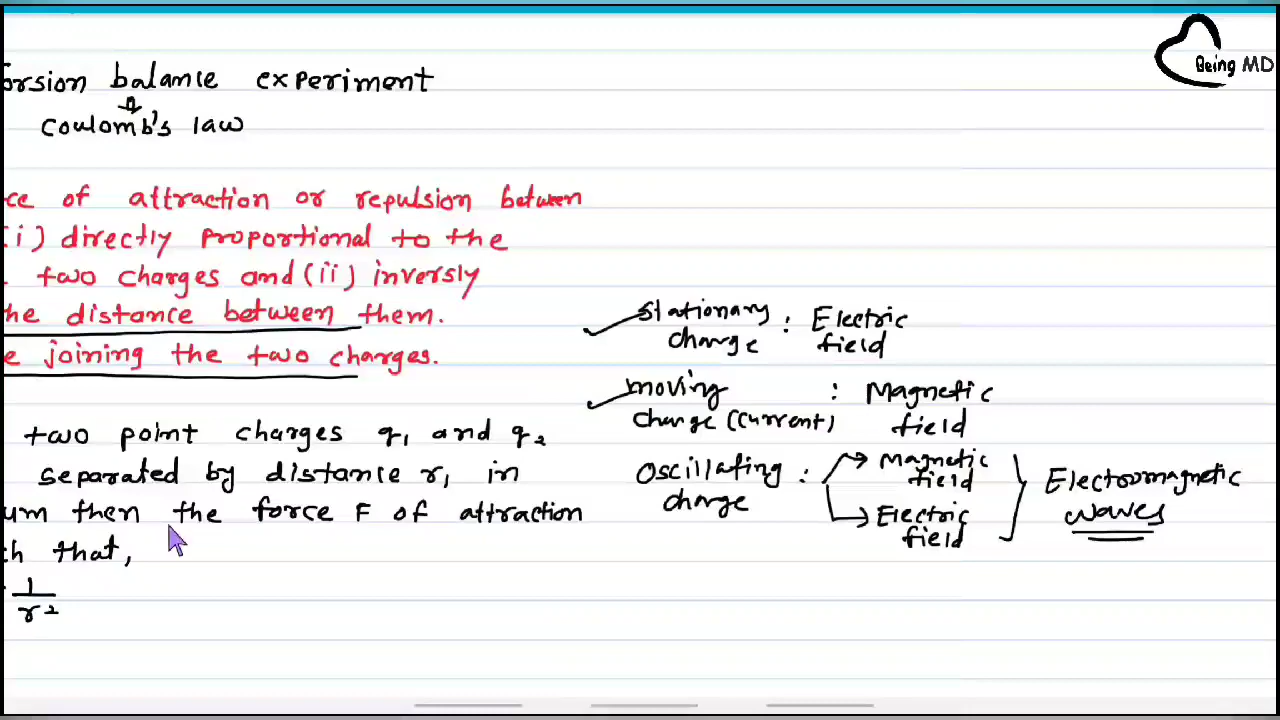 Being MD
orsion balance experiment
Coulomb's law
ce of attraction or repulsion between
(i) directly proportional to the
two charges and (ii) inversly
he distance between them.
e joining the two charges.
two point charges q₁ and q₂
separated by distance r, in
um then the force F of attraction
ch that,
1/r²
Stationary charge : Electric field
moving charge (current) : Magnetic field
Oscillating charge : Magnetic field
Electric field
Electromagnetic waves